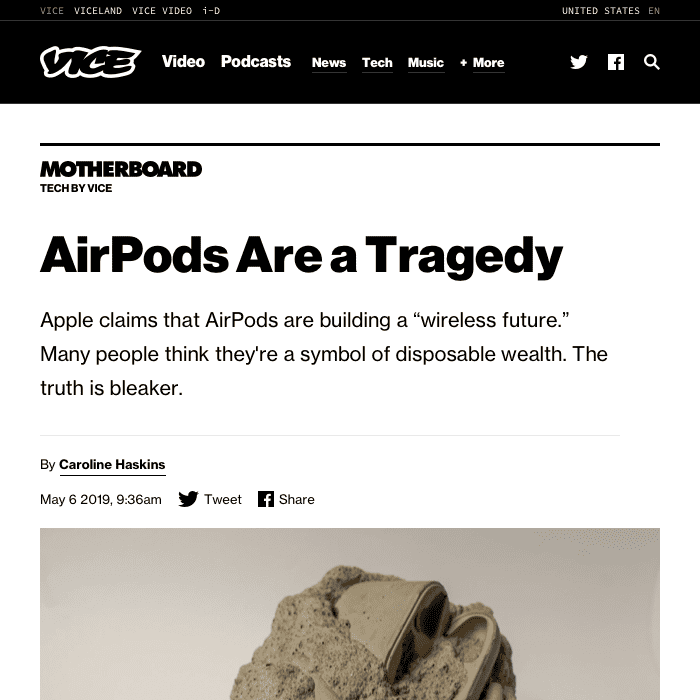 VICE VICELAND VICE VIDEO i-D UNITED STATES EN
VICE Video Podcasts News Tech Music + More
MOTHERBOARD
TECH BY VICE
AirPods Are a Tragedy
Apple claims that AirPods are building a “wireless future.”
Many people think they're a symbol of disposable wealth. The
truth is bleaker.
By Caroline Haskins
May 6 2019, 9:36am Tweet Share